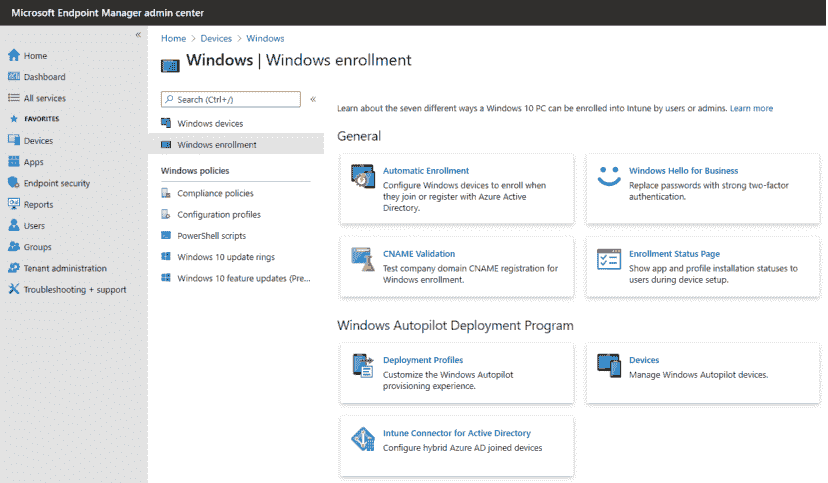 Microsoft Endpoint Manager admin center
«
Home
Dashboard
All services
FAVORITES
Devices
Apps
Endpoint security
Reports
Users
Groups
Tenant administration
Troubleshooting + support
Home > Devices > Windows
Windows | Windows enrollment
Search (Ctrl+/)
«
Windows devices
Windows enrollment
Windows policies
Compliance policies
Configuration profiles
PowerShell scripts
Windows 10 update rings
Windows 10 feature updates (Pre...
Learn about the seven different ways a Windows 10 PC can be enrolled into Intune by users or admins. Learn more
General
Automatic Enrollment
Configure Windows devices to enroll when
they join or register with Azure Active
Directory.
Windows Hello for Business
Replace passwords with strong two-factor
authentication.
CNAME Validation
Test company domain CNAME registration for
Windows enrollment.
Enrollment Status Page
Show app and profile installation statuses to
users during device setup.
Windows Autopilot Deployment Program
Deployment Profiles
Customize the Windows Autopilot
provisioning experience.
Devices
Manage Windows Autopilot devices.
Intune Connector for Active Directory
Configure hybrid Azure AD joined devices